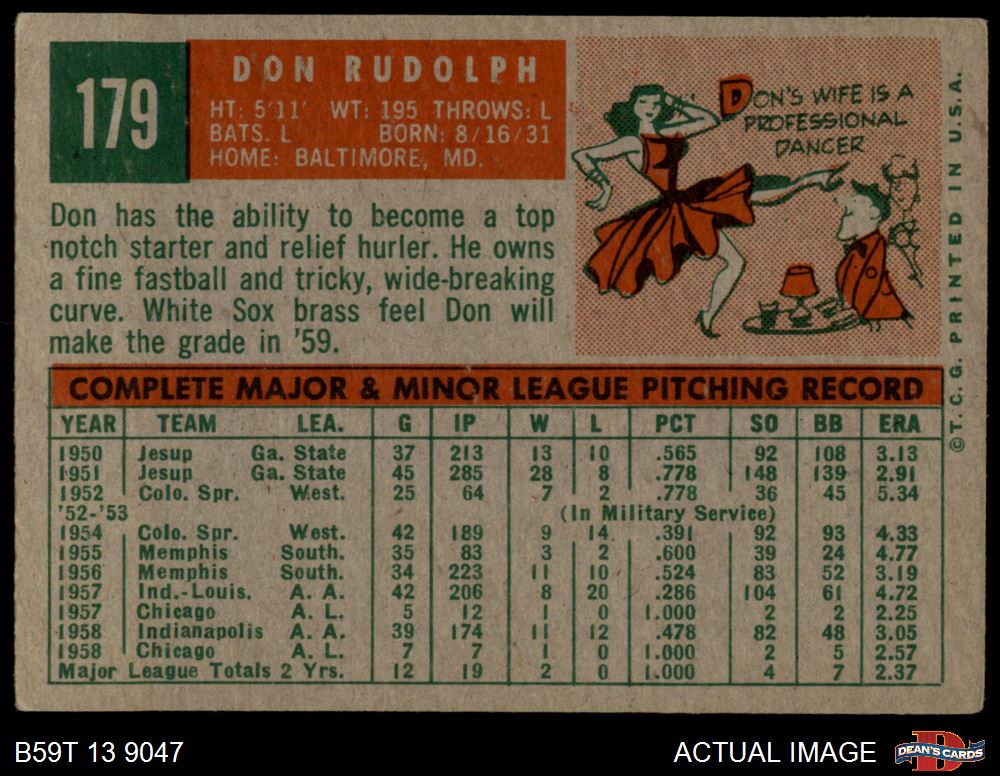 179
DON RUDOLPH
HT: 5'11' WT: 195 THROWS: L
BATS. L BORN: 8/16/31
HOME: BALTIMORE, MD.
DON'S WIFE IS A
PROFESSIONAL
DANCER
Don has the ability to become a top
notch starter and relief hurler. He owns
a fine fastball and tricky, wide-breaking
curve. White Sox brass feel Don will
make the grade in '59.
©T. C. G. PRINTED IN U.S.A.
COMPLETE MAJOR & MINOR LEAGUE PITCHING RECORD
YEAR TEAM LEA. G IP W L PCT SO BB ERA
1950 Jesup Ga. State 37 213 13 10 .565 92 108 3.13
1951 Jesup Ga. State 45 285 28 8 .778 148 139 2.91
1952 Colo. Spr. West. 25 64 7 2 .778 36 45 5.34
'52-'53 (In Military Service)
1954 Colo. Spr. West. 42 189 9 14 .391 92 93 4.33
1955 Memphis South. 35 83 3 2 .600 39 24 4.77
1956 Memphis South. 34 223 11 10 .524 83 52 3.19
1957 Ind.-Louis. A. A. 42 206 8 20 .286 104 61 4.72
1957 Chicago A. L. 5 12 1 0 1.000 2 2 2.25
1958 Indianapolis A. A. 39 174 11 12 .478 82 48 3.05
1958 Chicago A. L. 7 7 1 0 1.000 2 5 2.57
Major League Totals 2 Yrs. 12 19 2 0 1.000 4 7 2.37
B59T 13 9047
ACTUAL IMAGE
DEAN'S CARDS